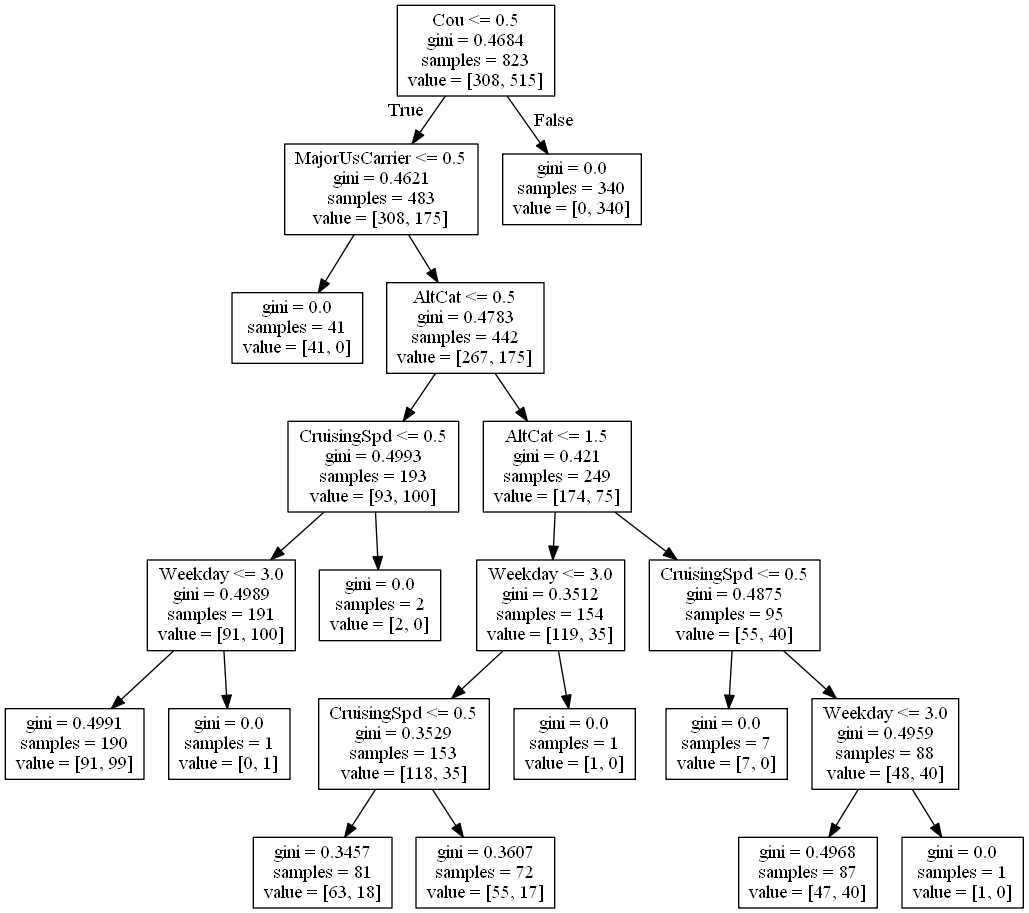 Cou <= 0.5
gini = 0.4684
samples = 823
value = [308, 515]
True
False
MajorUsCarrier <= 0.5
gini = 0.4621
samples = 483
value = [308, 175]
gini = 0.0
samples = 340
value = [0, 340]
gini = 0.0
samples = 41
value = [41, 0]
AltCat <= 0.5
gini = 0.4783
samples = 442
value = [267, 175]
CruisingSpd <= 0.5
gini = 0.4993
samples = 193
value = [93, 100]
AltCat <= 1.5
gini = 0.421
samples = 249
value = [174, 75]
Weekday <= 3.0
gini = 0.4989
samples = 191
value = [91, 100]
gini = 0.0
samples = 2
value = [2, 0]
Weekday <= 3.0
gini = 0.3512
samples = 154
value = [119, 35]
CruisingSpd <= 0.5
gini = 0.4875
samples = 95
value = [55, 40]
gini = 0.4991
samples = 190
value = [91, 99]
gini = 0.0
samples = 1
value = [0, 1]
CruisingSpd <= 0.5
gini = 0.3529
samples = 153
value = [118, 35]
gini = 0.0
samples = 1
value = [1, 0]
gini = 0.0
samples = 7
value = [7, 0]
Weekday <= 3.0
gini = 0.4959
samples = 88
value = [48, 40]
gini = 0.3457
samples = 81
value = [63, 18]
gini = 0.3607
samples = 72
value = [55, 17]
gini = 0.4968
samples = 87
value = [47, 40]
gini = 0.0
samples = 1
value = [1, 0]